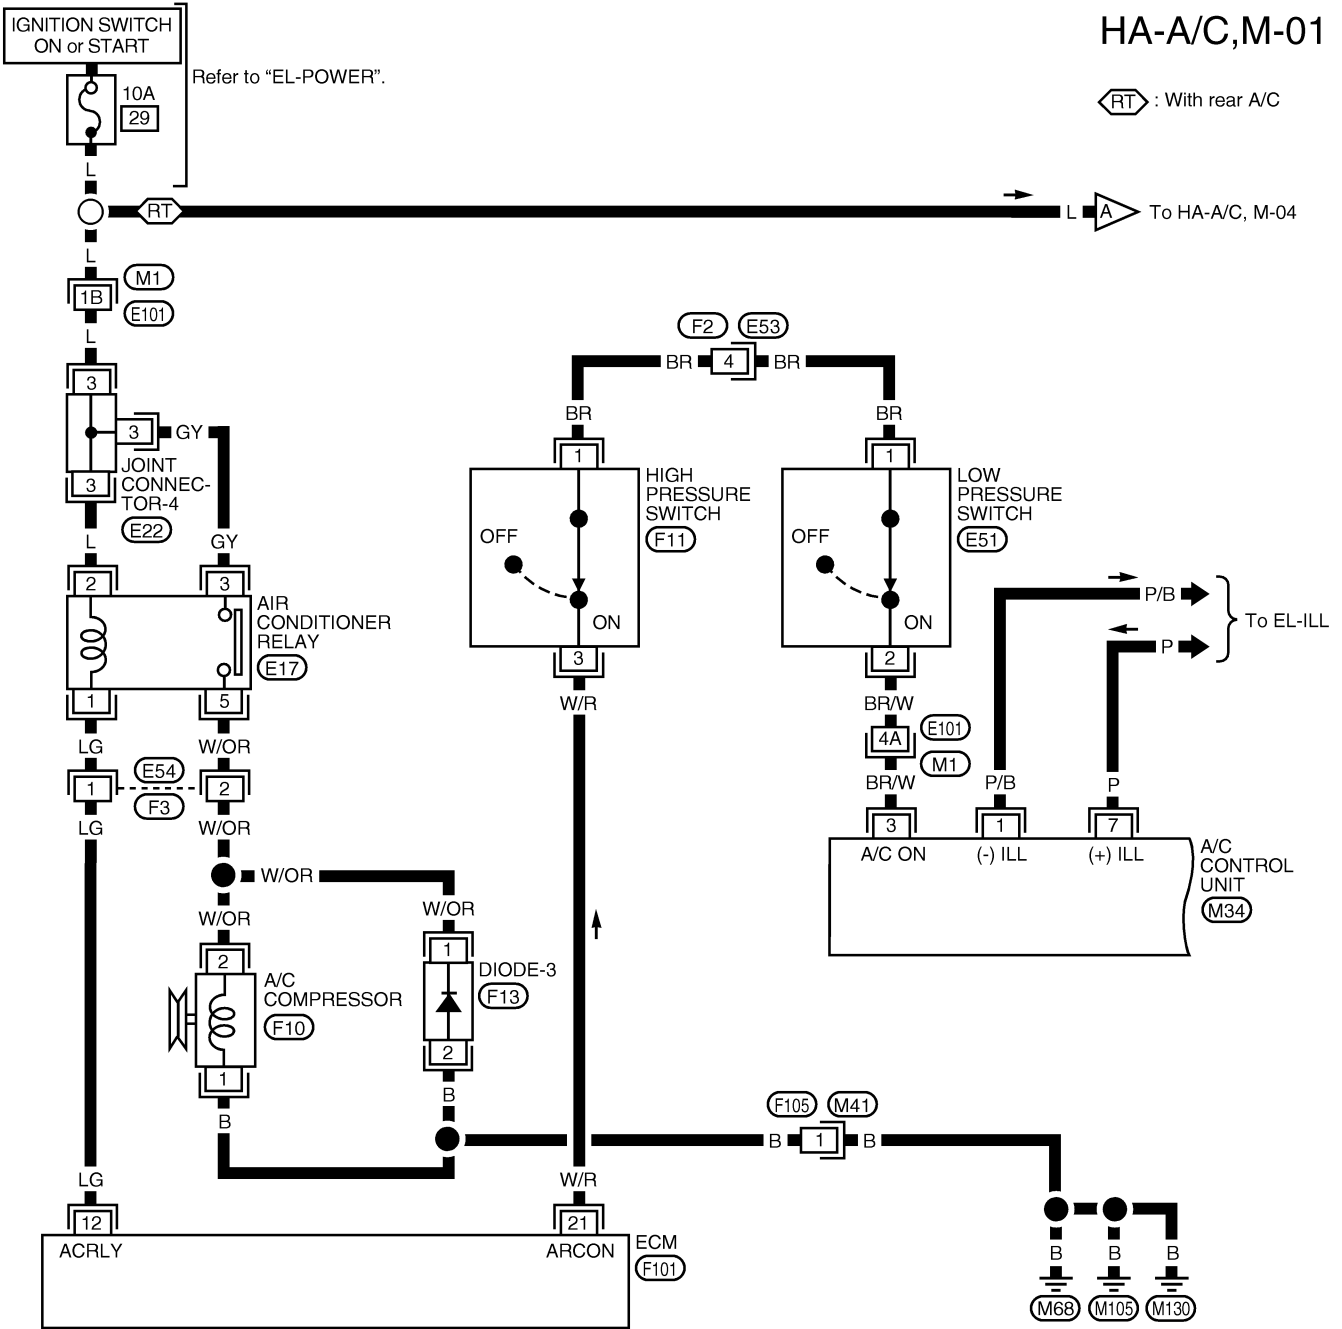 IGNITION SWITCH
ON or START
HA-A/C,M-01
Refer to “EL-POWER”.
10A
29
RT : With rear A/C
L
RT
L
A
To HA-A/C, M-04
L
M1
1B
E101
L
F2
E53
BR
4
BR
3
3
GY
BR
BR
1
1
JOINT
CONNEC-
TOR-4
3
E22
HIGH
PRESSURE
SWITCH
F11
LOW
PRESSURE
SWITCH
E51
L
GY
OFF
OFF
2
3
P/B
AIR
CONDITIONER
RELAY
E17
ON
ON
To EL-ILL
P
3
2
1
5
W/R
BR/W
LG
W/OR
4A
E101
M1
E54
1
2
F3
BR/W
P/B
P
LG
W/OR
3
1
7
A/C ON
(-) ILL
(+) ILL
A/C
CONTROL
UNIT
M34
W/OR
W/OR
W/OR
1
2
A/C
COMPRESSOR
F10
DIODE-3
F13
2
1
B
B
F105
M41
B
1
B
LG
W/R
12
21
ACRLY
ARCON
ECM
F101
B
B
B
M68
M105
M130